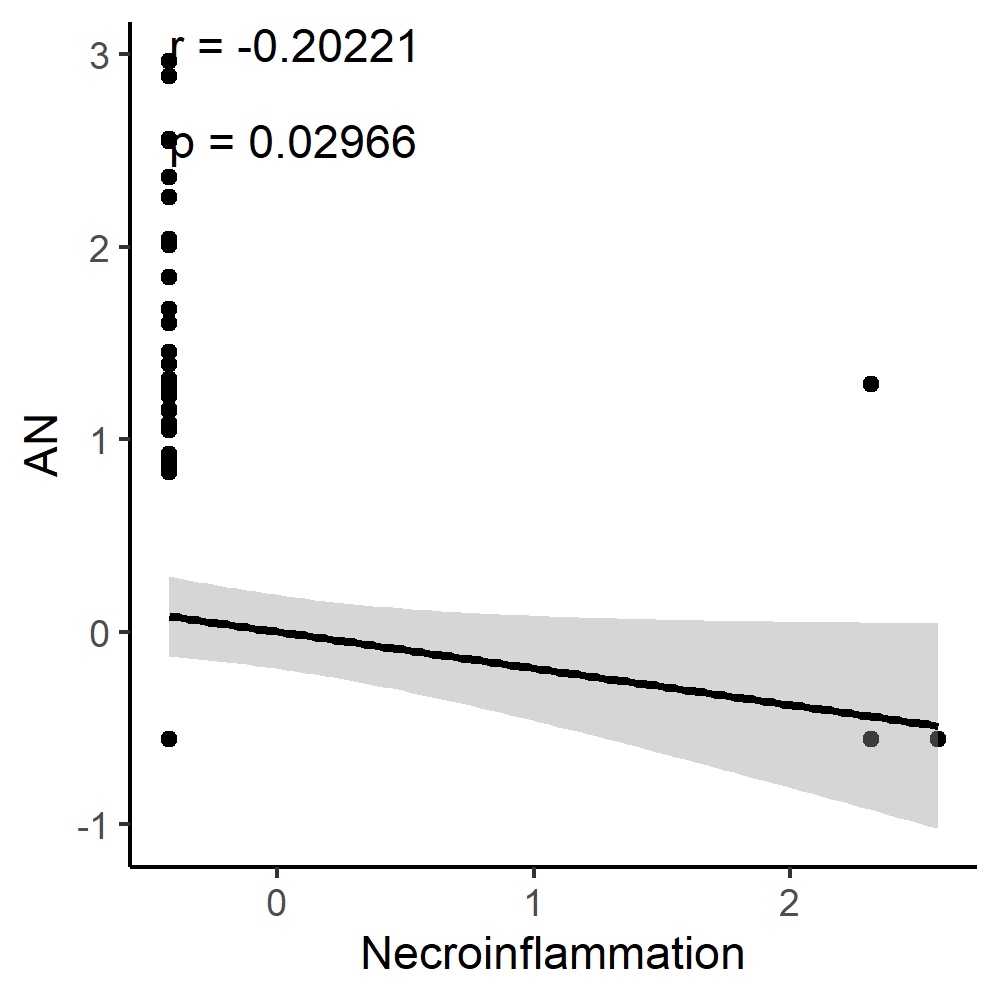 r = -0.20221
p = 0.02966
3
2
1
0
-1
AN
0 1 2
Necroinflammation